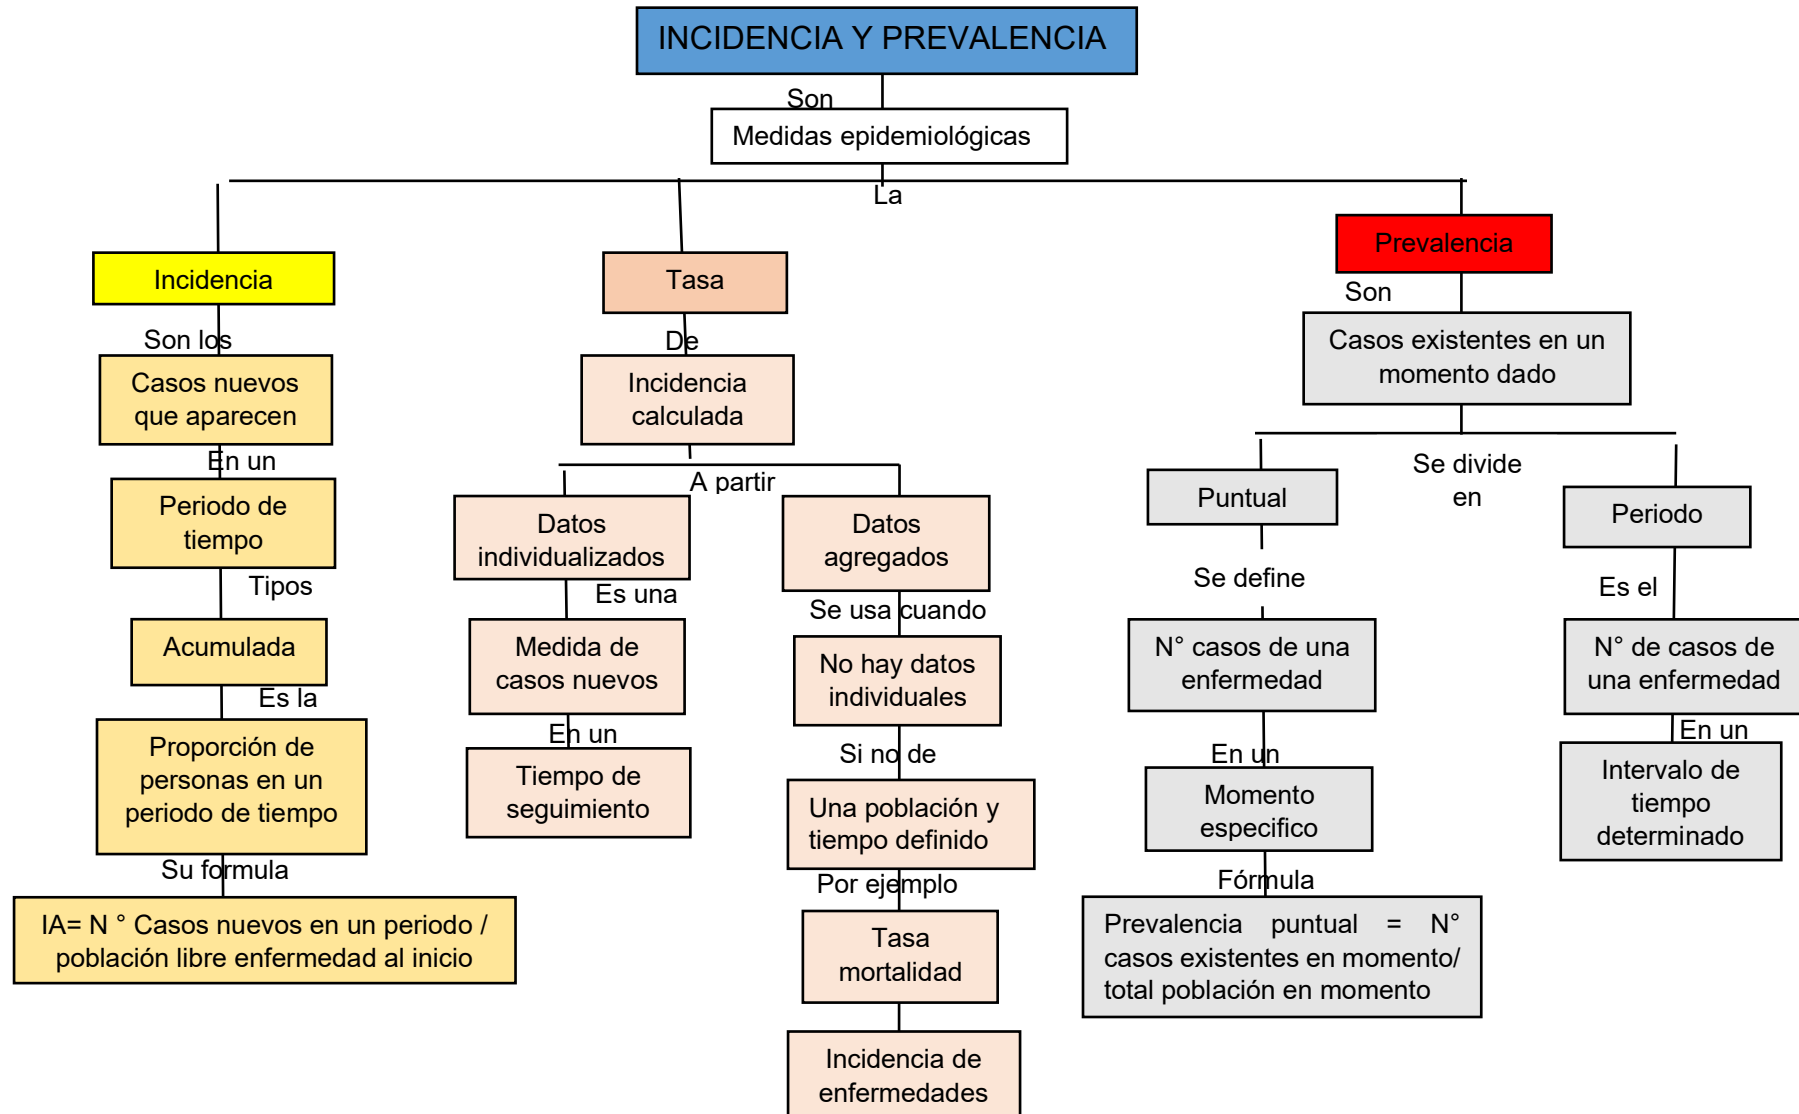 INCIDENCIA Y PREVALENCIA
Son
Medidas epidemiológicas
La
Incidencia
Son los
Casos nuevos
que aparecen
En un
Periodo de
tiempo
Tipos
Acumulada
Es la
Proporción de
personas en un
periodo de tiempo
Su formula
IA= N ° Casos nuevos en un periodo /
población libre enfermedad al inicio
Tasa
De
Incidencia
calculada
A partir
Datos
individualizados
Es una
Medida de
casos nuevos
En un
Tiempo de
seguimiento
Datos
agregados
Se usa cuando
No hay datos
individuales
Si no de
Una población y
tiempo definido
Por ejemplo
Tasa
mortalidad
Incidencia de
enfermedades
Prevalencia
Son
Casos existentes en un
momento dado
Se divide
en
Puntual
Se define
N° casos de una
enfermedad
En un
Momento
especifico
Fórmula
Prevalencia puntual = N°
casos existentes en momento/
total población en momento
Periodo
Es el
N° de casos de
una enfermedad
En un
Intervalo de
tiempo
determinado